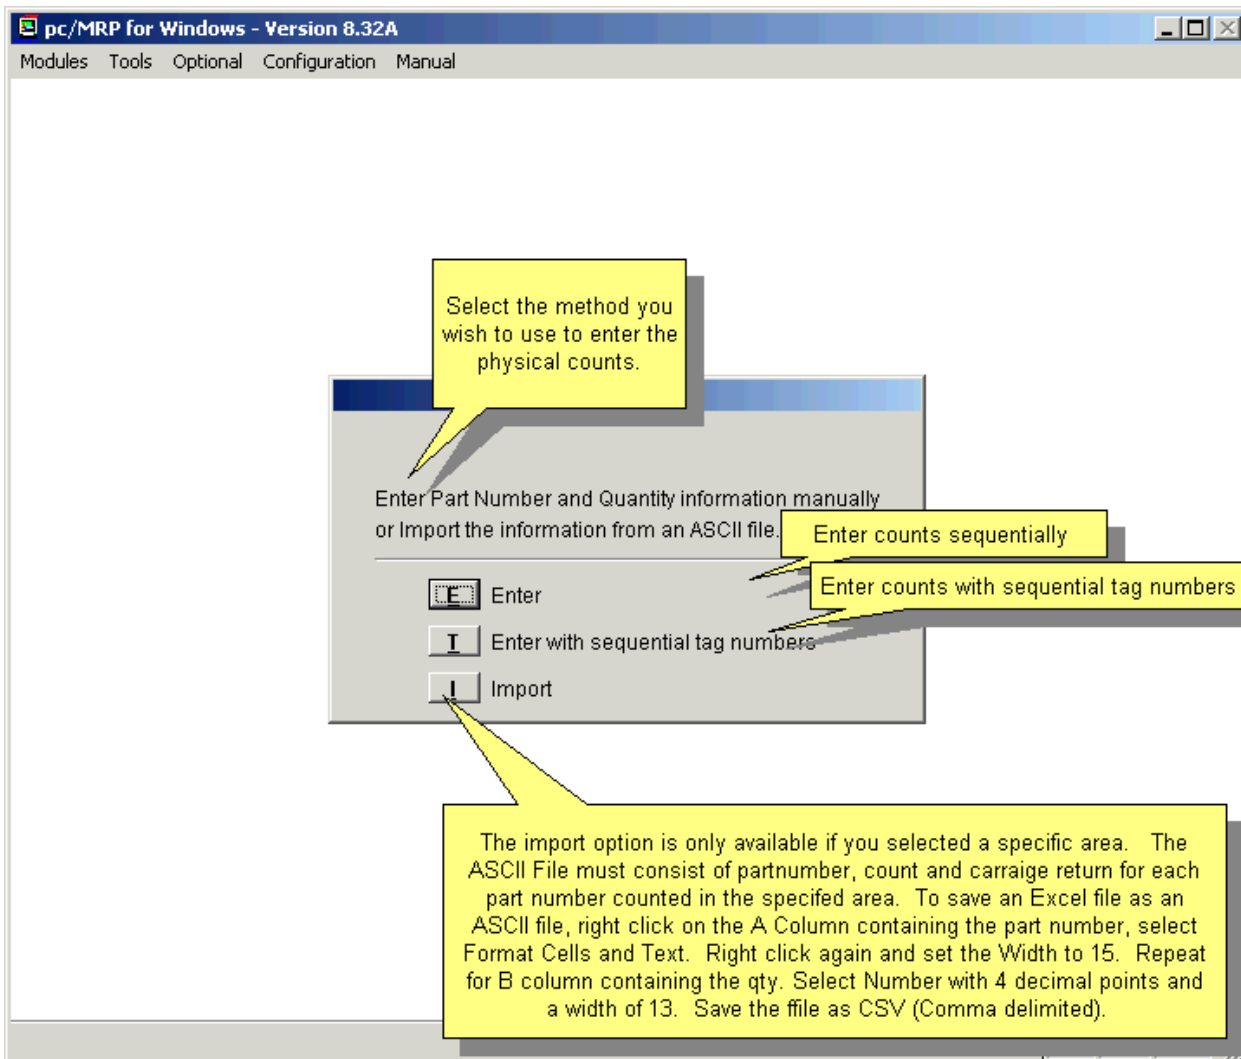 pc/MRP for Windows - Version 8.32A
Modules Tools Optional Configuration Manual
Select the method you
wish to use to enter the
physical counts.
Enter Part Number and Quantity information manually
or Import the information from an ASCII file.
Enter counts sequentially
Enter counts with sequential tag numbers
E Enter
T Enter with sequential tag numbers
I Import
The import option is only available if you selected a specific area. The
ASCII File must consist of partnumber, count and carraige return for each
part number counted in the specifed area. To save an Excel file as an
ASCII file, right click on the A Column containing the part number, select
Format Cells and Text. Right click again and set the Width to 15. Repeat
for B column containing the qty. Select Number with 4 decimal points and
a width of 13. Save the ffile as CSV (Comma delimited).